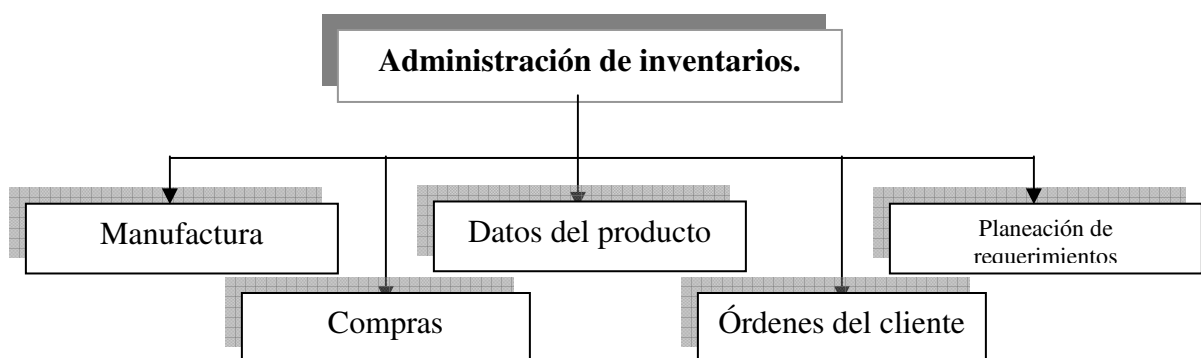 Administración de inventarios.
Manufactura
Compras
Datos del producto
Órdenes del cliente
Planeación de
requerimientos